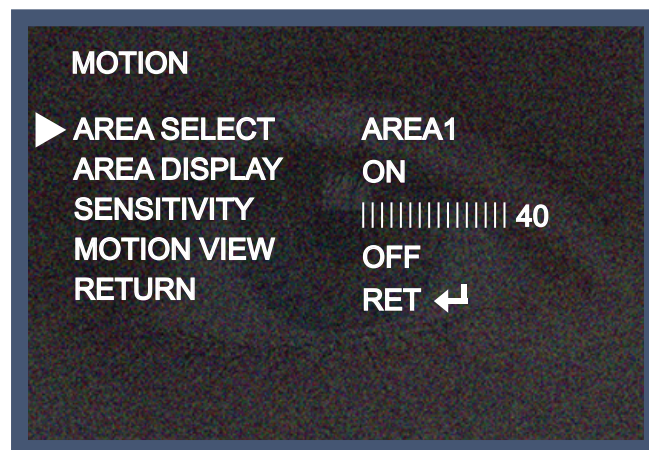 MOTION
AREA SELECT AREA1
AREA DISPLAY ON
SENSITIVITY |||||||||||||||| 40
MOTION VIEW OFF
RETURN RET ↲